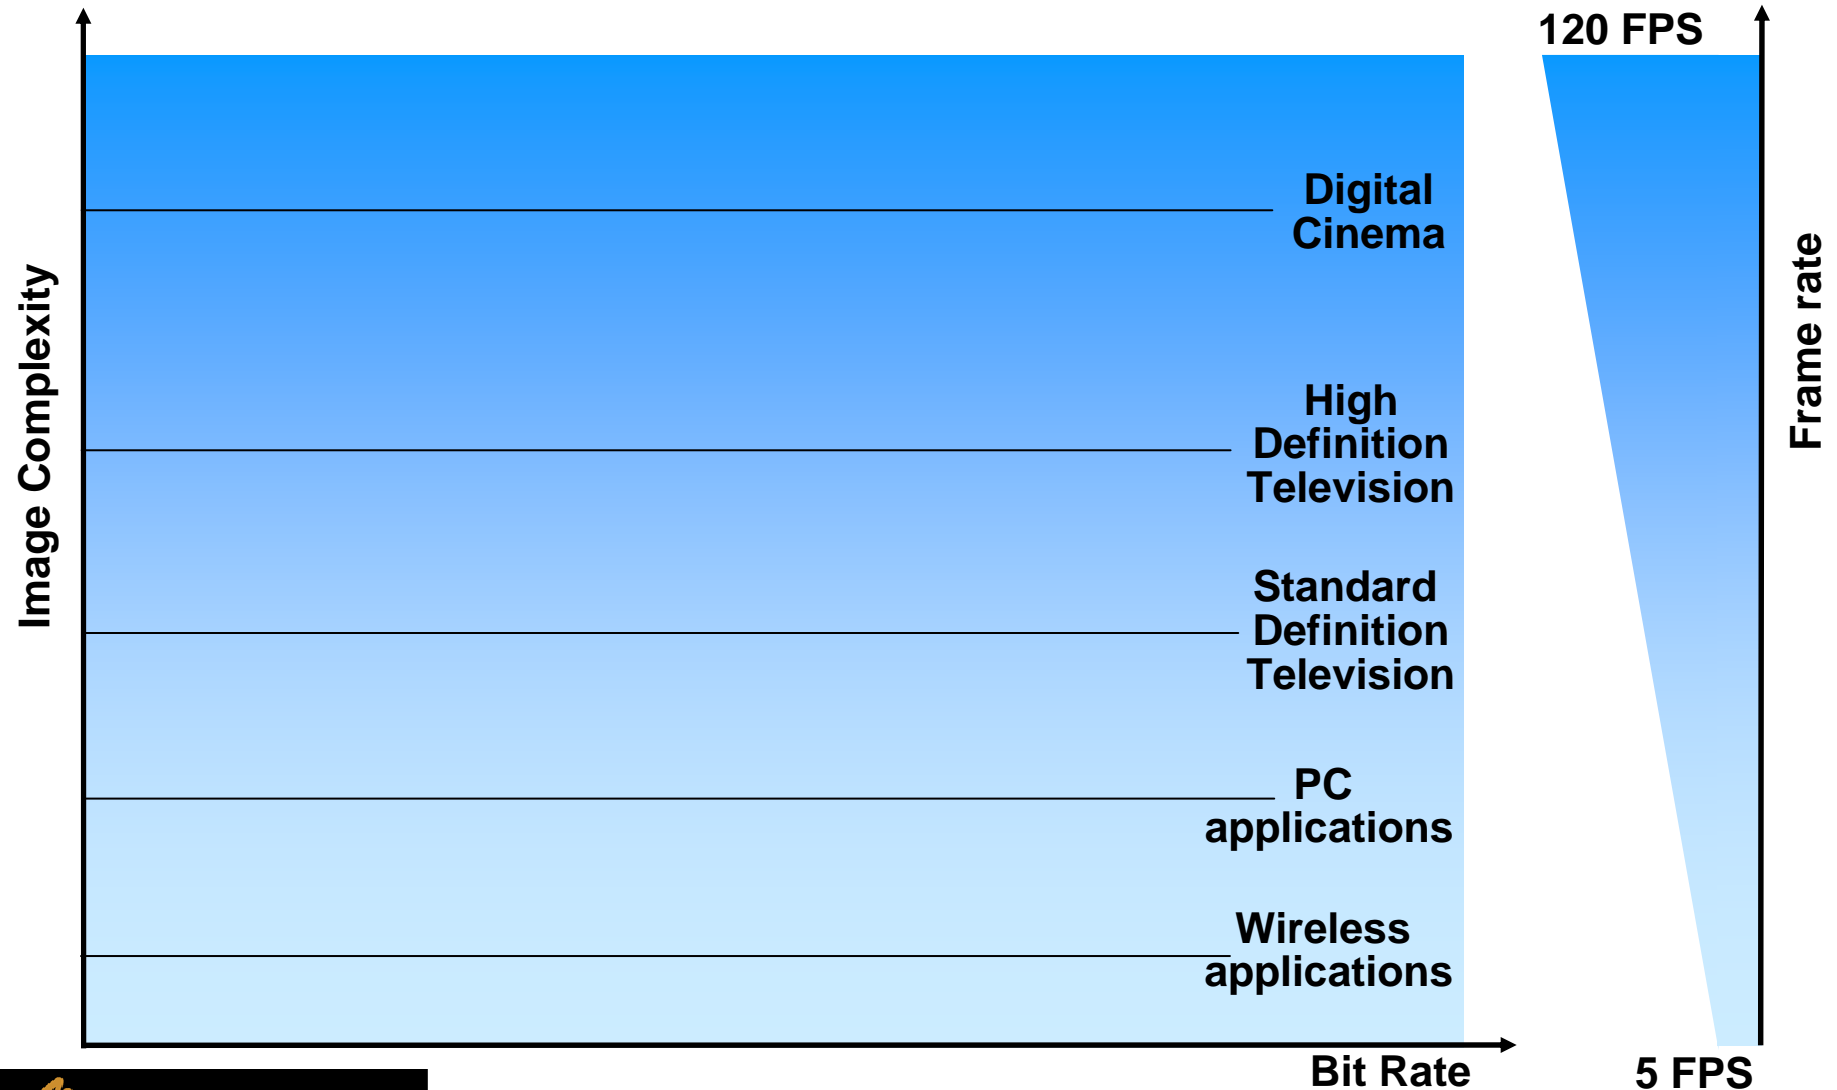 120 FPS
Digital
Cinema
Image Complexity
Frame rate
High
Definition
Television
Standard
Definition
Television
PC
applications
Wireless
applications
Bit Rate
5 FPS